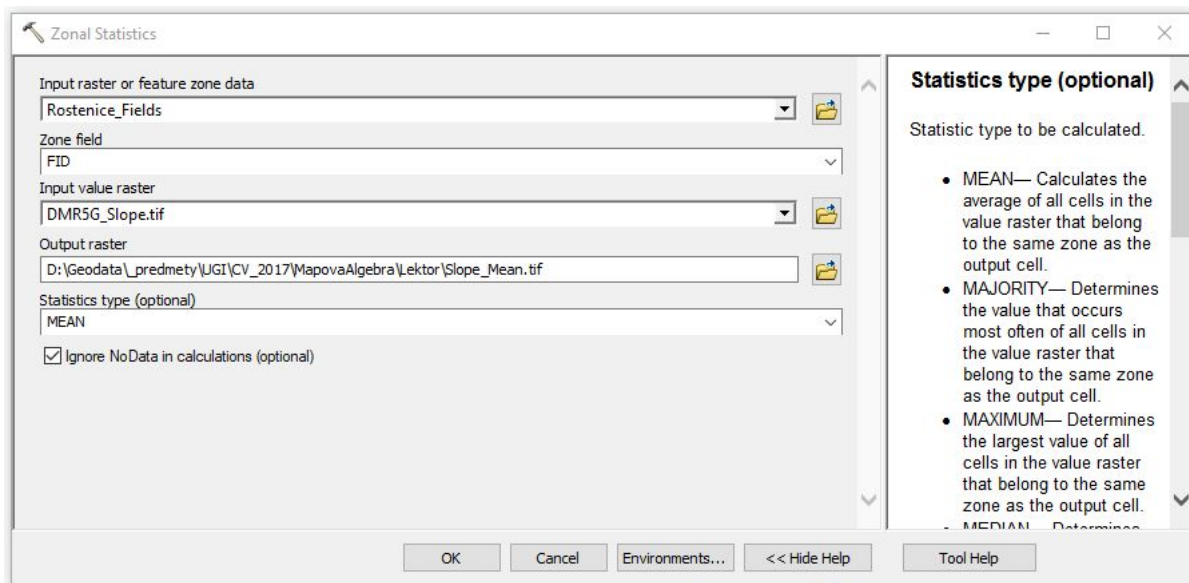 Zonal Statistics
Input raster or feature zone data
Rostenice_Fields
Zone field
FID
Input value raster
DMR5G_Slope.tif
Output raster
D:\Geodata\_predmety\UGI\CV_2017\MapovaAlgebra\Lektor\Slope_Mean.tif
Statistics type (optional)
MEAN
Ignore NoData in calculations (optional)
Statistics type (optional)
Statistic type to be calculated.
• MEAN— Calculates the
average of all cells in the
value raster that belong
to the same zone as the
output cell.
• MAJORITY— Determines
the value that occurs
most often of all cells in
the value raster that
belong to the same zone
as the output cell.
• MAXIMUM— Determines
the largest value of all
cells in the value raster
that belong to the same
zone as the output cell.
• MEDIAN— Determines
OK
Cancel
Environments...
<< Hide Help
Tool Help